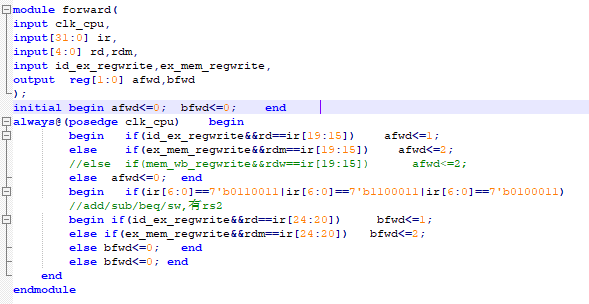 module forward(
input clk_cpu,
input[31:0] ir,
input[4:0] rd,rdm,
input id_ex_regwrite,ex_mem_regwrite,
output  reg[1:0] afwd,bfwd
);
initial begin afwd<=0;  bfwd<=0;    end
always@(posedge clk_cpu)    begin
        begin   if(id_ex_regwrite&&rd==ir[19:15])    afwd<=1;
        else    if(ex_mem_regwrite&&rdm==ir[19:15])    afwd<=2;
        //else  if(mem_wb_regwrite&&rdw==ir[19:15])      afwd<=2;
        else  afwd<=0;  end
        begin   if(ir[6:0]==7'b0110011|ir[6:0]==7'b1100011|ir[6:0]==7'b0100011)
        //add/sub/beq/sw,有rs2
        begin if(id_ex_regwrite&&rd==ir[24:20])     bfwd<=1;
        else if(ex_mem_regwrite&&rdm==ir[24:20])   bfwd<=2;
        else bfwd<=0;   end
        else bfwd<=0; end
    end
endmodule